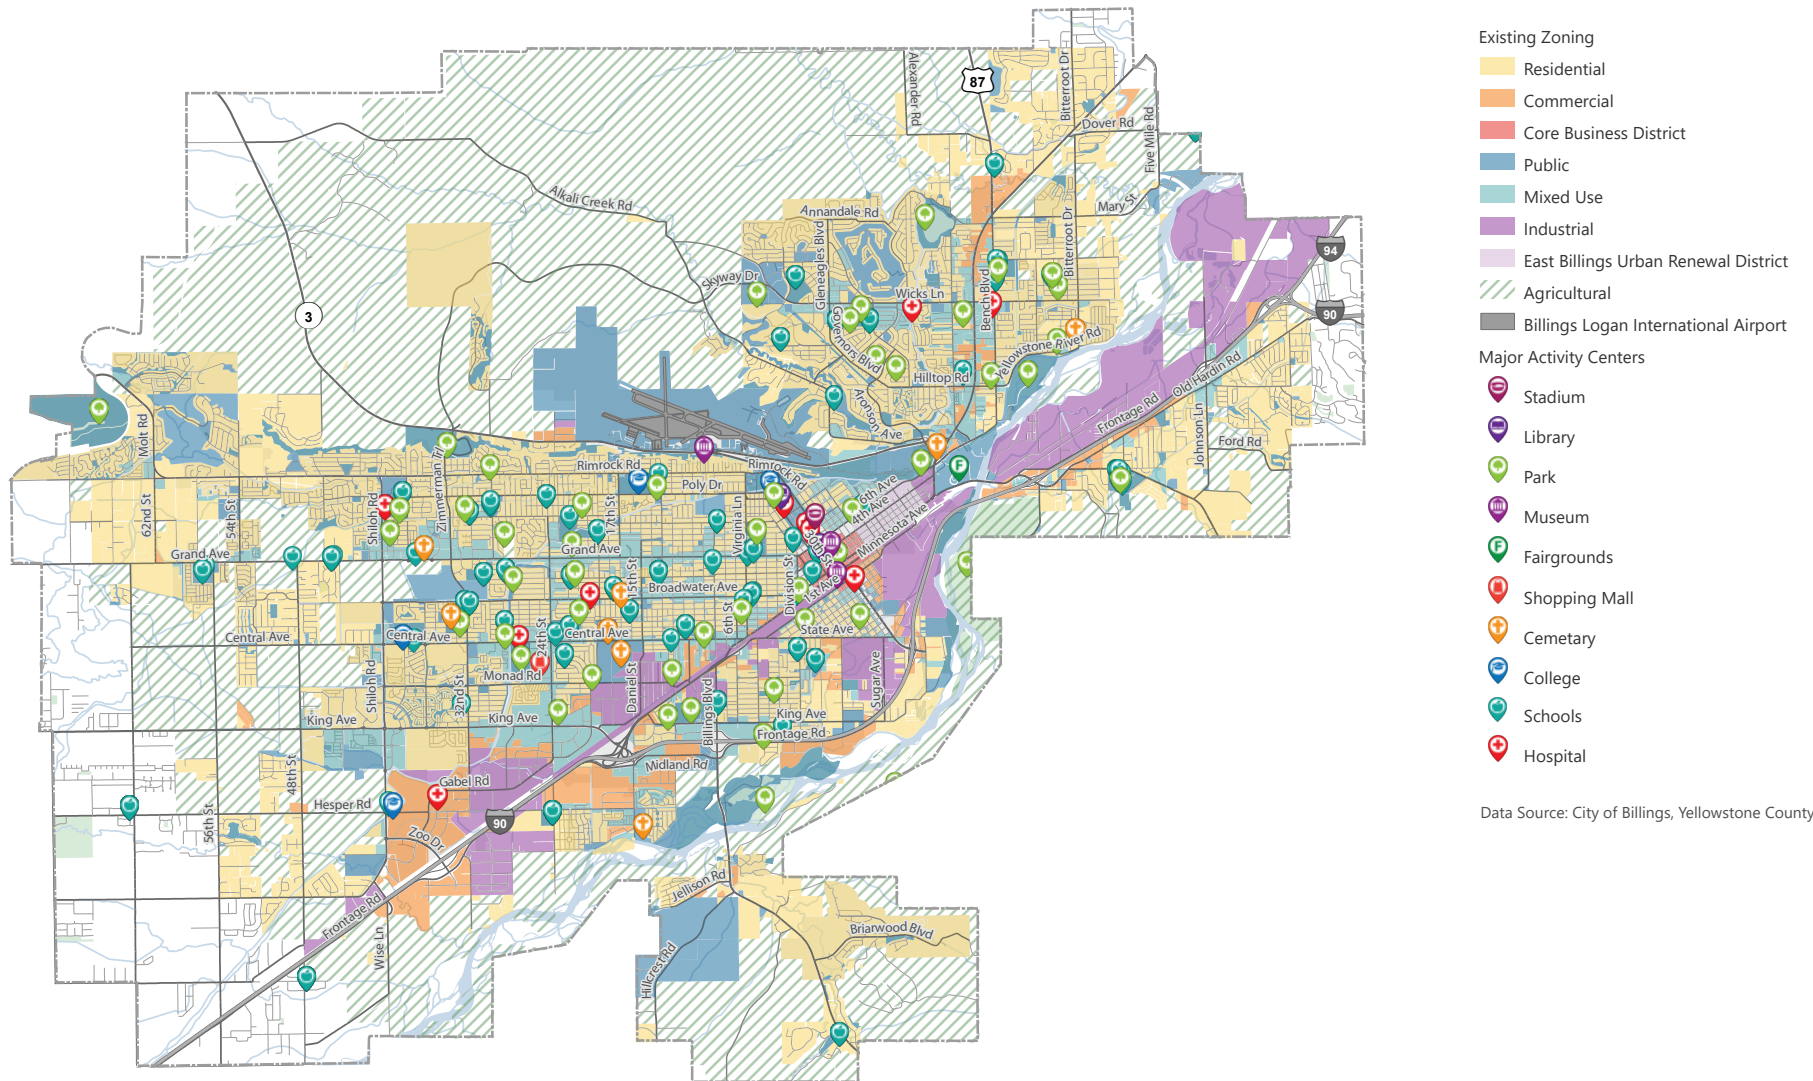 Alexander Rd
87
Bitterroot Dr
Dover Rd
Five Mile Rd
Alkali Creek Rd
Annandale Rd
Mary St
Bitterroot Dr
Gleneagles Blvd
Skyway Dr
Wicks Ln
Bench Blvd
94
90
3
Governors Blvd
Yellowstone River Rd
Hilltop Rd
Old Hardin Rd
Frontage Rd
Aronson Ave
Johnson Ln
Ford Rd
Molt Rd
Zimmerman Trl
Rimrock Rd
Rimrock Rd
F
Poly Dr
6th Ave
4th Ave
Minnesota Ave
62nd St
54th St
Shiloh Rd
17th St
Virginia Ln
30th St
Grand Ave
Grand Ave
Division St
1st Ave
Broadwater Ave
15th St
6th St
State Ave
Central Ave
Central Ave
Central Ave
24th St
Monad Rd
Shiloh Rd
32nd St
Daniel St
Billings Blvd
Sugar Ave
King Ave
King Ave
King Ave
Frontage Rd
Midland Rd
48th St
Gabel Rd
Hesper Rd
56th St
90
Zoo Dr
Jellison Rd
Frontage Rd
Wise Ln
Hillcrest Rd
Briarwood Blvd
Existing Zoning
Residential
Commercial
Core Business District
Public
Mixed Use
Industrial
East Billings Urban Renewal District
Agricultural
Billings Logan International Airport
Major Activity Centers
Stadium
Library
Park
Museum
F
Fairgrounds
Shopping Mall
Cemetary
College
Schools
Hospital
Data Source: City of Billings, Yellowstone County